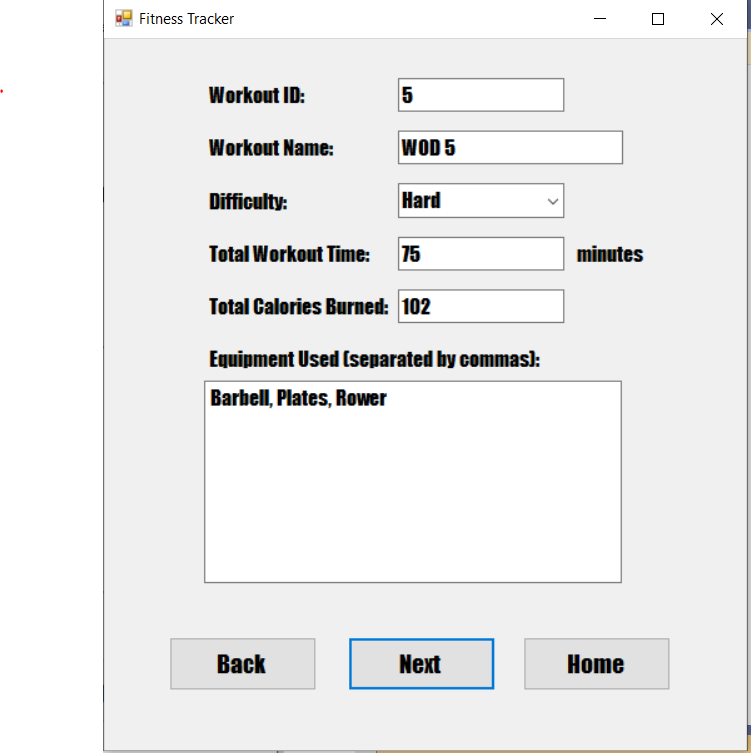 Fitness Tracker
Workout ID: 5
Workout Name: WOD 5
Difficulty: Hard
Total Workout Time: 75 minutes
Total Calories Burned: 102
Equipment Used (separated by commas):
Barbell, Plates, Rower
Back Next Home